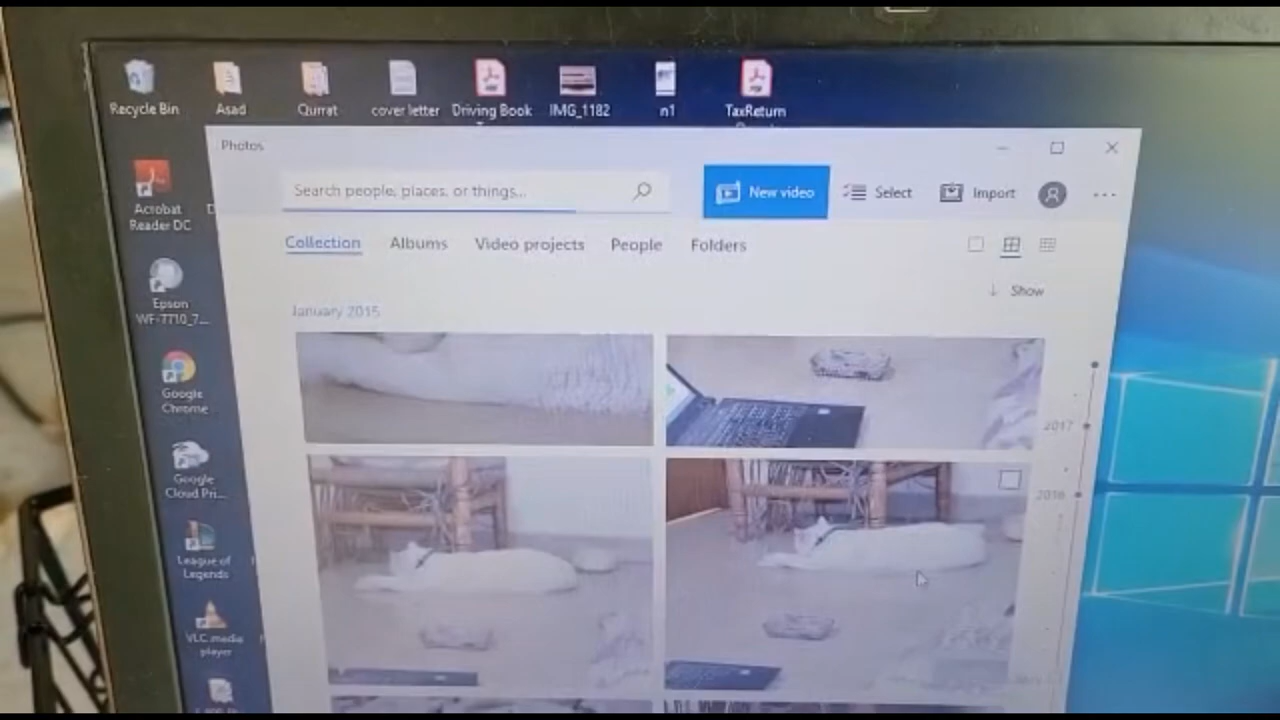 Recycle Bin
Asad
Qurrat
cover letter
Driving Book
IMG_1182
n1
TaxReturn
Photos
Acrobat
Reader DC
Search people, places, or things...
New video
Select
Import
Collection
Albums
Video projects
People
Folders
Epson
WF-7710_7...
Show
January 2015
Google
Chrome
2017
Google
Cloud Pri...
2016
League of
Legends
VLC media
player